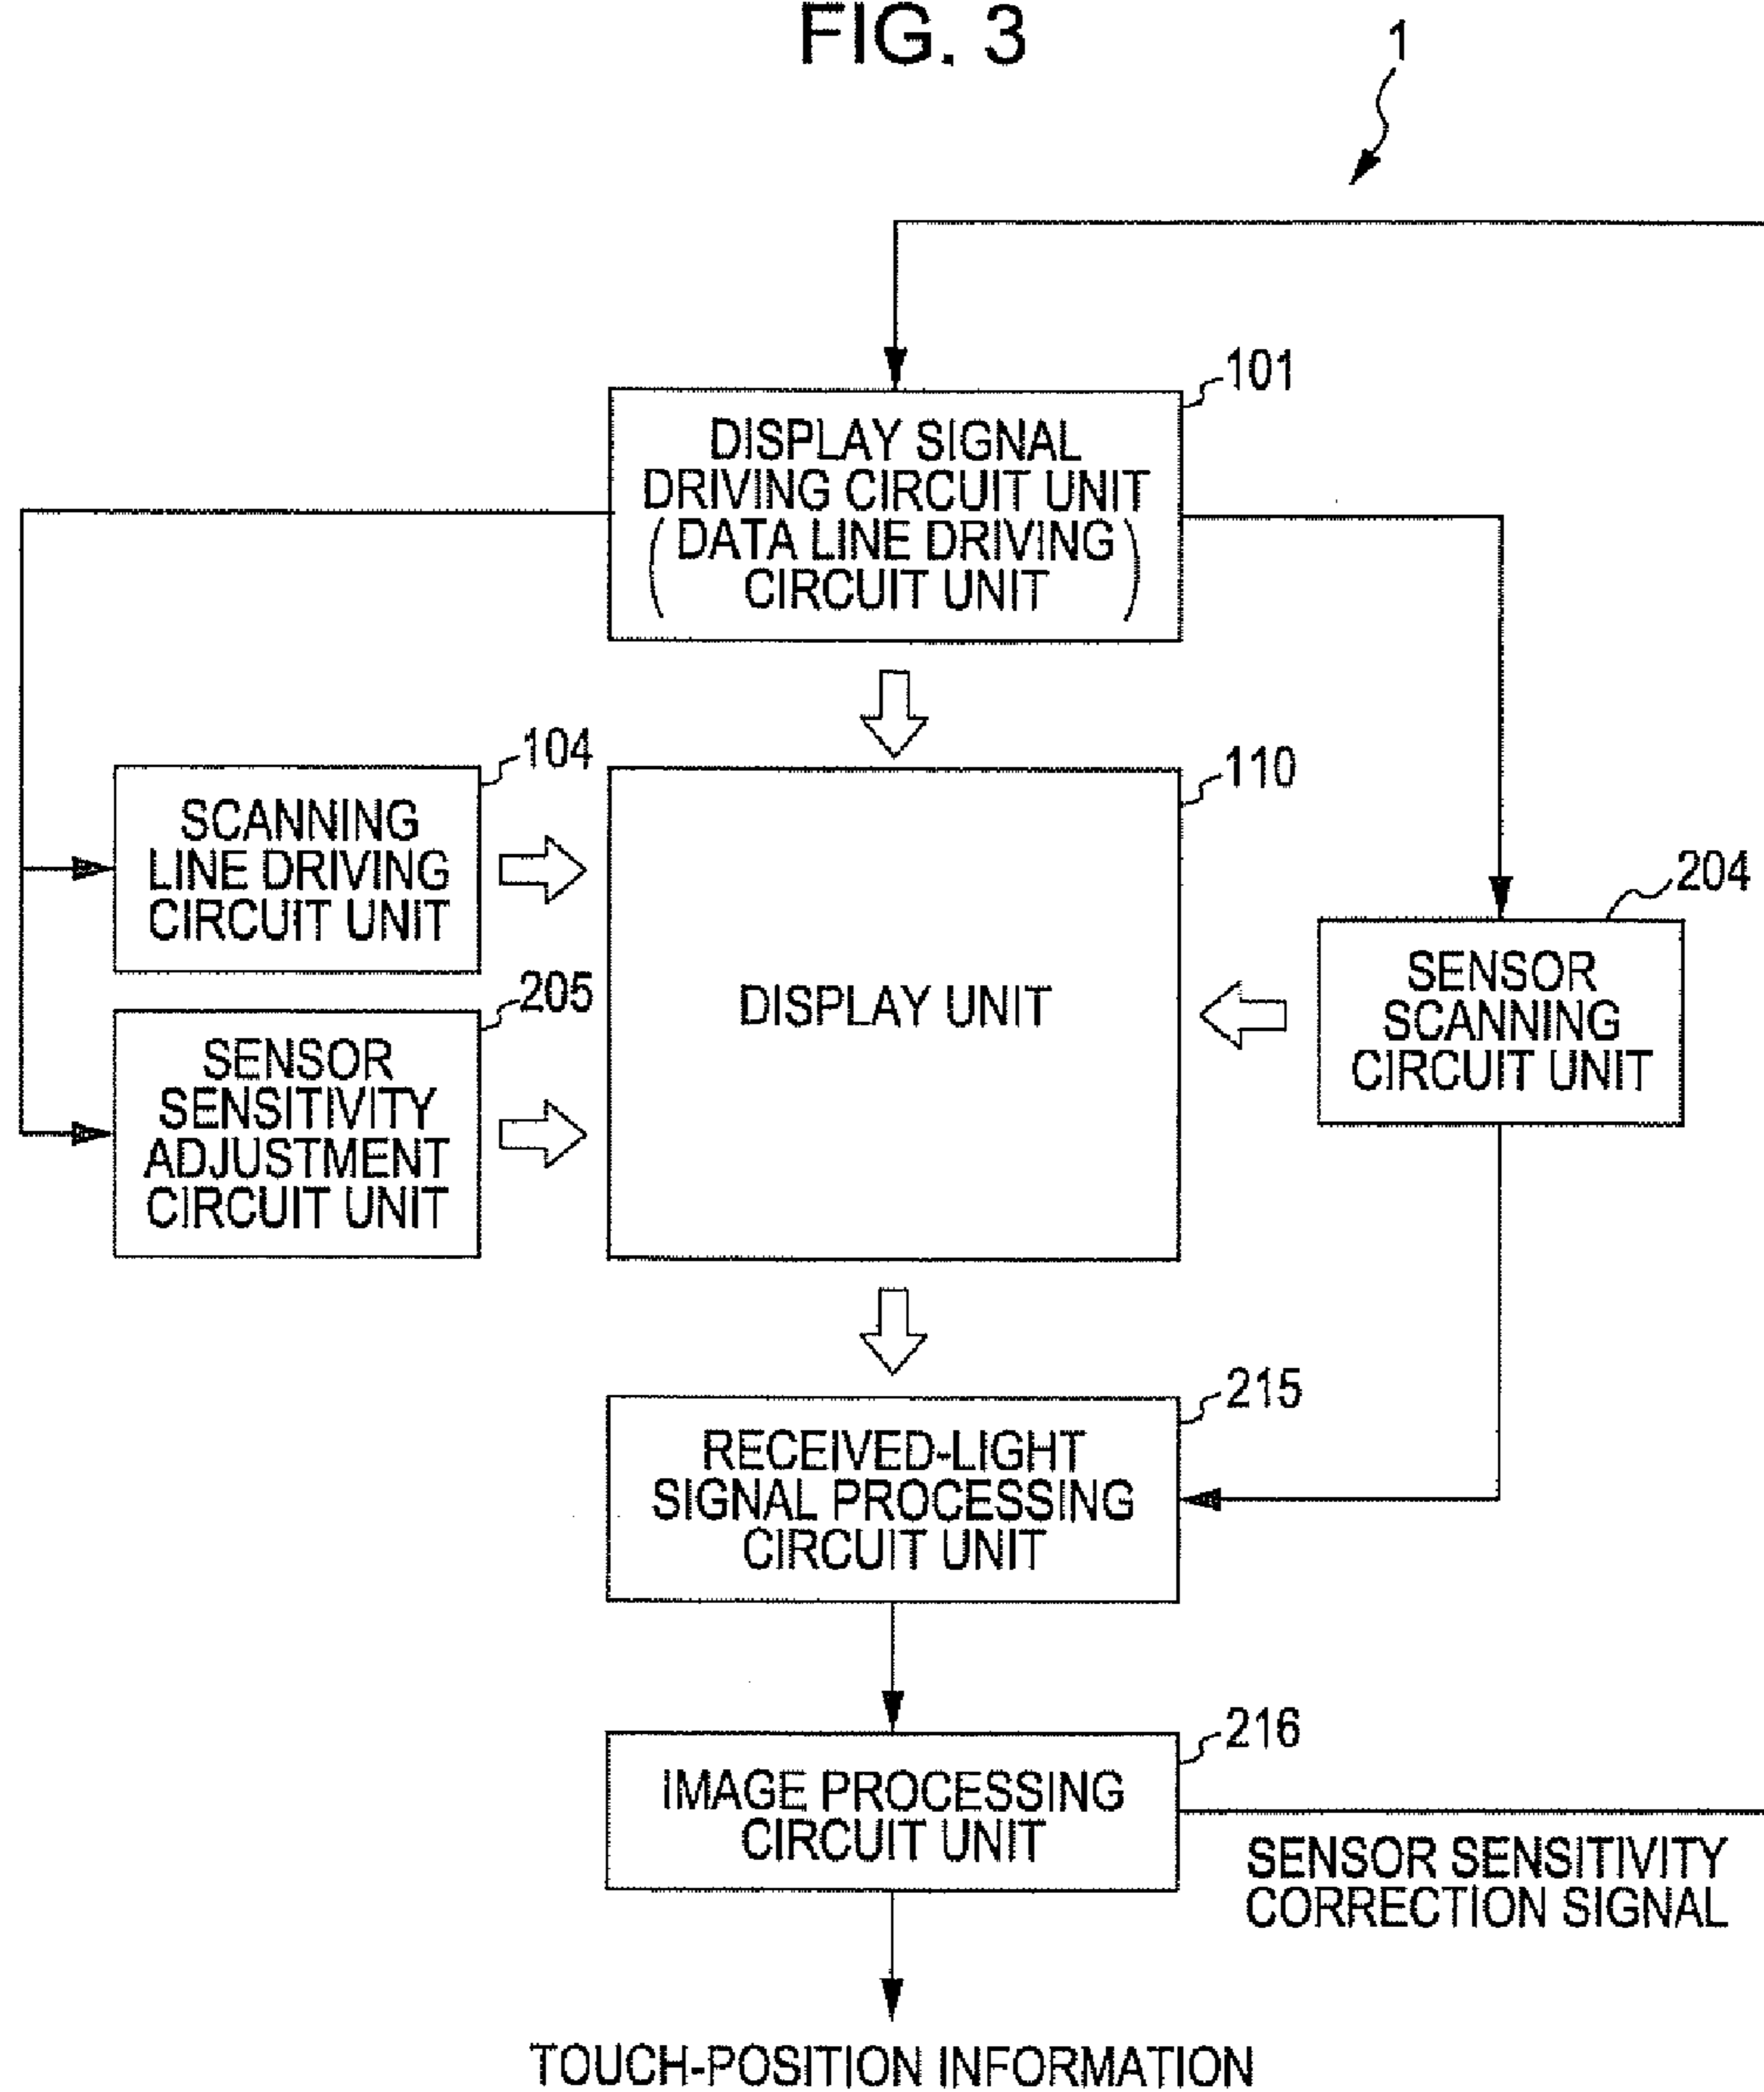 FIG. 3
1
101
DISPLAY SIGNAL
DRIVING CIRCUIT UNIT
(DATA LINE DRIVING
CIRCUIT UNIT)
104
SCANNING
LINE DRIVING
CIRCUIT UNIT
110
DISPLAY UNIT
204
SENSOR
SCANNING
CIRCUIT UNIT
205
SENSOR
SENSITIVITY
ADJUSTMENT
CIRCUIT UNIT
215
RECEIVED-LIGHT
SIGNAL PROCESSING
CIRCUIT UNIT
216
IMAGE PROCESSING
CIRCUIT UNIT
SENSOR SENSITIVITY
CORRECTION SIGNAL
TOUCH-POSITION INFORMATION